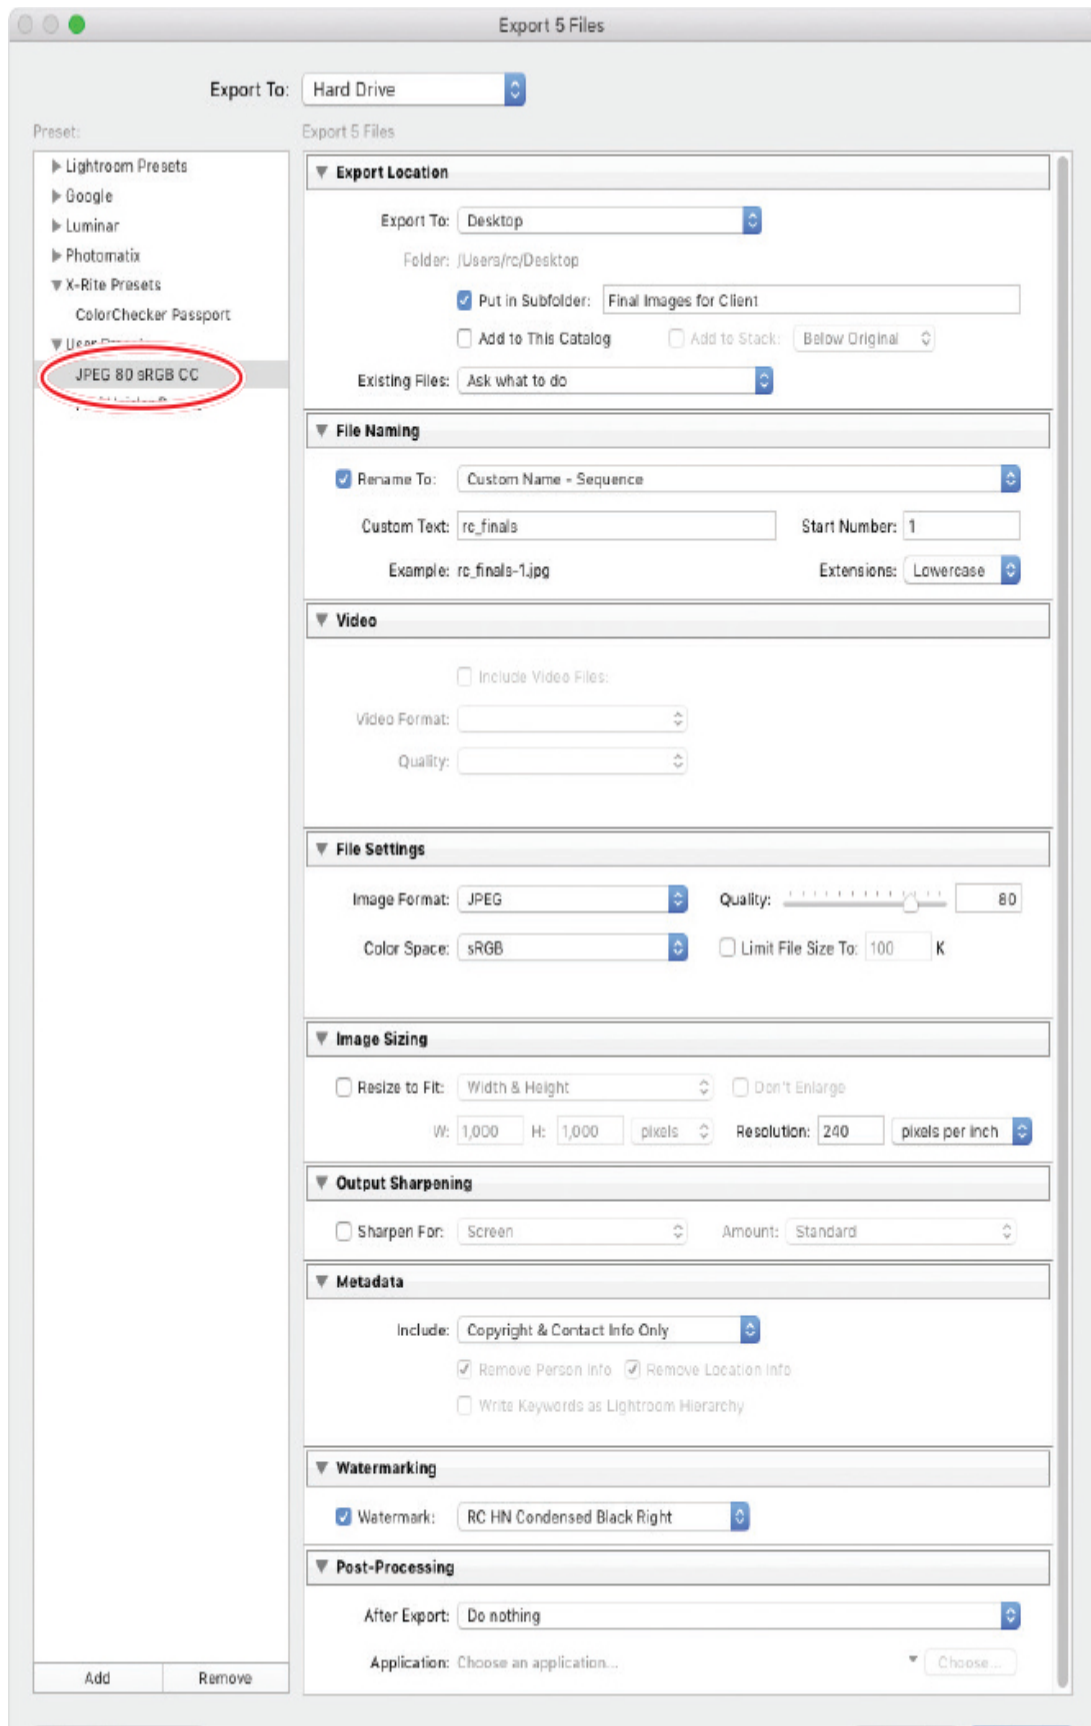 Export 5 Files
Export To: Hard Drive
Preset:
Export 5 Files
Lightroom Presets
Google
Luminar
Photomatix
X-Rite Presets
ColorChecker Passport
User
JPEG 80 sRGB CC
Export Location
Export To: Desktop
Folder: /Users/rc/Desktop
Put in Subfolder: Final Images for Client
Add to This Catalog Add to Stack: Below Original
Existing Files: Ask what to do
File Naming
Rename To: Custom Name - Sequence
Custom Text: rc_finals Start Number: 1
Example: rc_finals-1.jpg Extensions: Lowercase
Video
Include Video Files:
Video Format:
Quality:
File Settings
Image Format: JPEG Quality: 80
Color Space: sRGB Limit File Size To: 100 K
Image Sizing
Resize to Fit: Width & Height Don't Enlarge
W: 1,000 H: 1,000 pixels Resolution: 240 pixels per inch
Output Sharpening
Sharpen For: Screen Amount: Standard
Metadata
Include: Copyright & Contact Info Only
Remove Person Info Remove Location Info
Write Keywords as Lightroom Hierarchy
Watermarking
Watermark: RC HN Condensed Black Right
Post-Processing
After Export: Do nothing
Application: Choose an application... Choose...
Add Remove